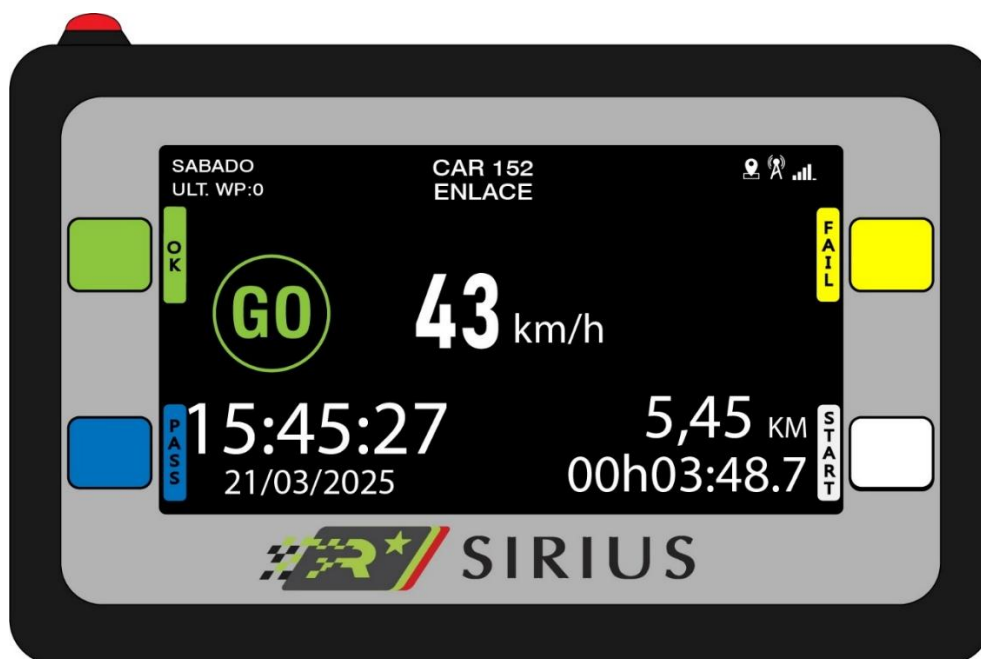 SABADO
ULT. WP:0
CAR 152
ENLACE
OK
FAIL
GO
43 km/h
PASS
15:45:27
21/03/2025
5,45 KM
00h03:48.7
START
R
SIRIUS